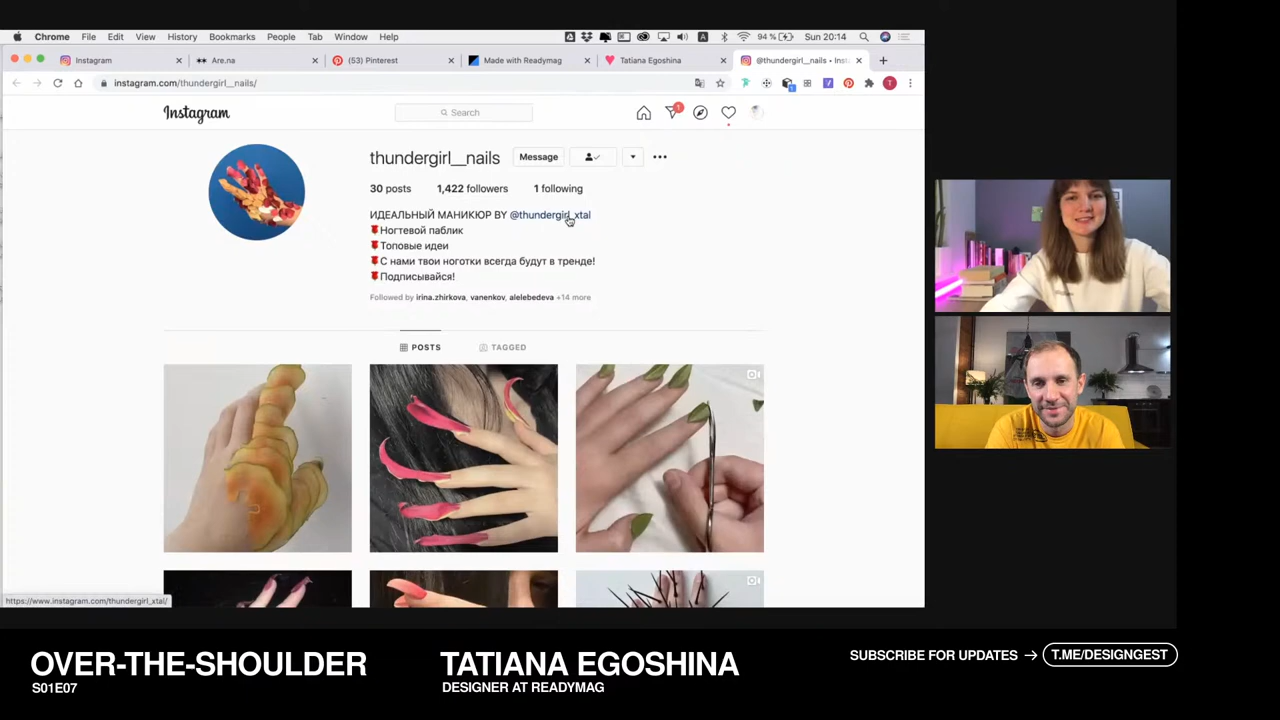 Chrome File Edit View History Bookmarks People Tab Window Help
94 % Sun 20:14
Instagram
Are.na
(53) Pinterest
Made with Readymag
Tatiana Egoshina
@thundergirl__nails • Inst
instagram.com/thundergirl__nails/
Instagram
Search
1
thundergirl__nails
Message
30 posts 1,422 followers 1 following
ИДЕАЛЬНЫЙ МАНИКЮР BY @thundergirl_xtal
Ногтевой паблик
Топовые идеи
С нами твои ноготки всегда будут в тренде!
Подписывайся!
Followed by irina.zhirkova, vanenkov, alelebedeva +14 more
POSTS
TAGGED
https://www.instagram.com/thundergirl_xtal/
OVER-THE-SHOULDER
S01E07
TATIANA EGOSHINA
DESIGNER AT READYMAG
SUBSCRIBE FOR UPDATES → T.ME/DESIGNGEST